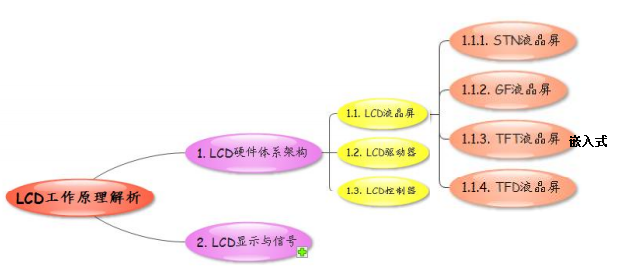 LCD工作原理解析
1. LCD硬件体系架构
1.1. LCD液晶屏
1.1.1. STN液晶屏
1.1.2. GF液晶屏
1.1.3. TFT液晶屏 嵌入式
1.1.4. TFD液晶屏
1.2. LCD驱动器
1.3. LCD控制器
2. LCD显示与信号